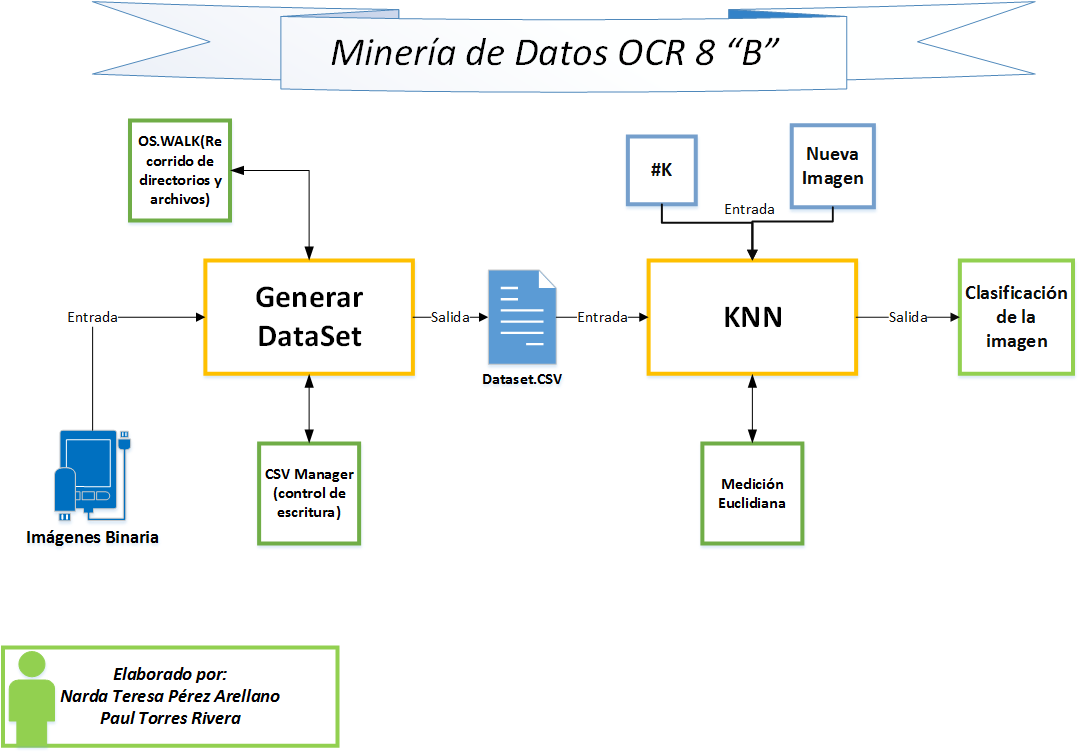 Minería de Datos OCR 8 “B”
OS.WALK(Re
corrido de
directorios y
archivos)
#K
Nueva
Imagen
Entrada
Generar
DataSet
KNN
Clasificación
de la
imagen
Entrada
Salida
Entrada
Salida
Dataset.CSV
CSV Manager
(control de
escritura)
Medición
Euclidiana
Imágenes Binaria
Elaborado por:
Narda Teresa Pérez Arellano
Paul Torres Rivera